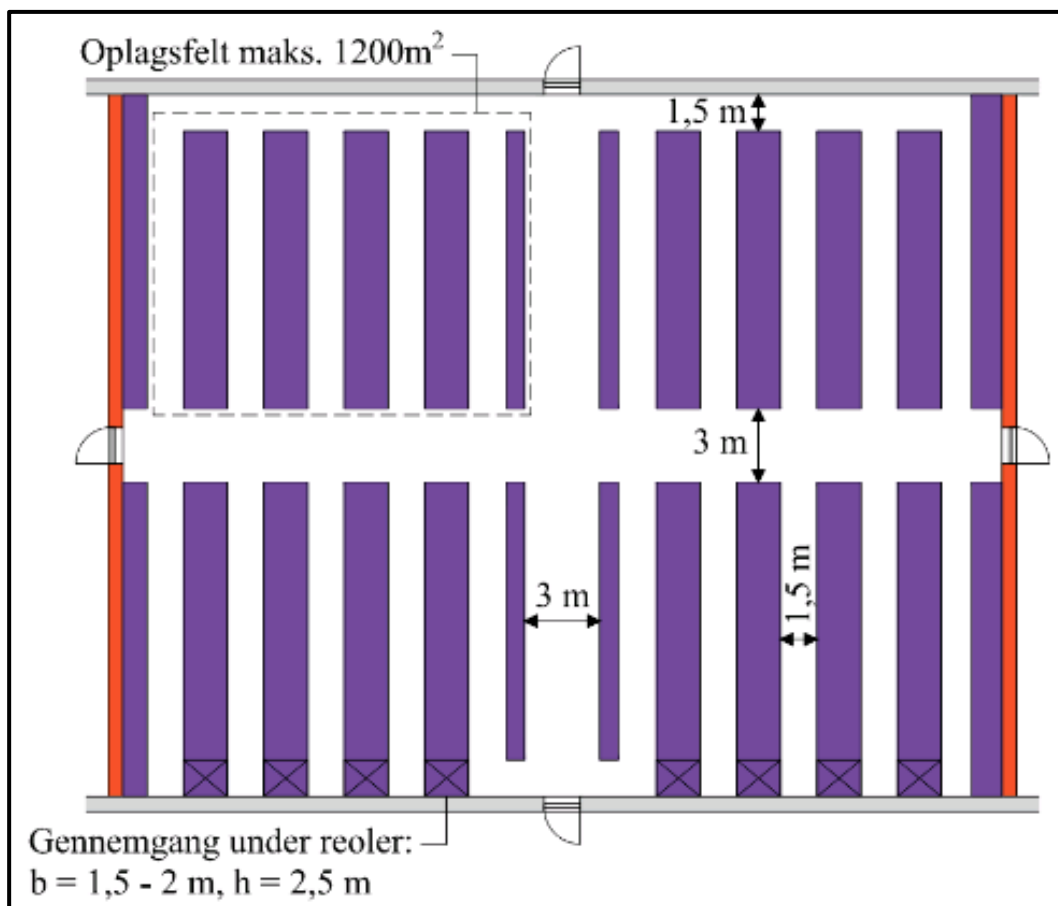 Oplagsfelt maks. 1200m²
1,5 m
3 m
3 m
1,5 m
Gennemgang under reoler:
b = 1,5 - 2 m, h = 2,5 m